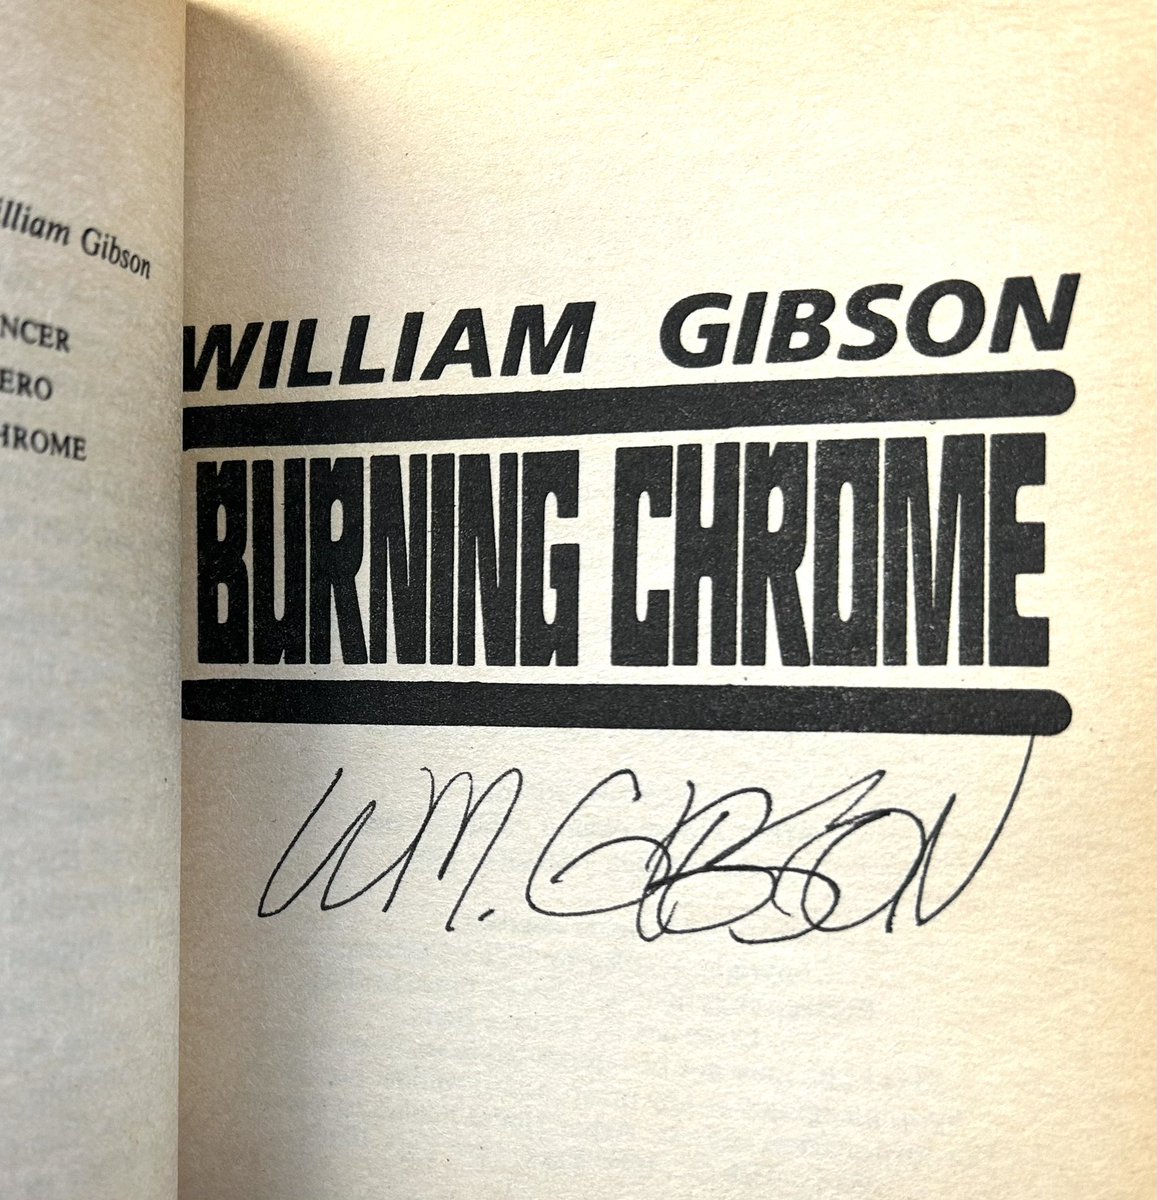 illiam Gibson
NCER
ERO
HROME
WILLIAM GIBSON
BURNING CHROME
WM. GIBSON